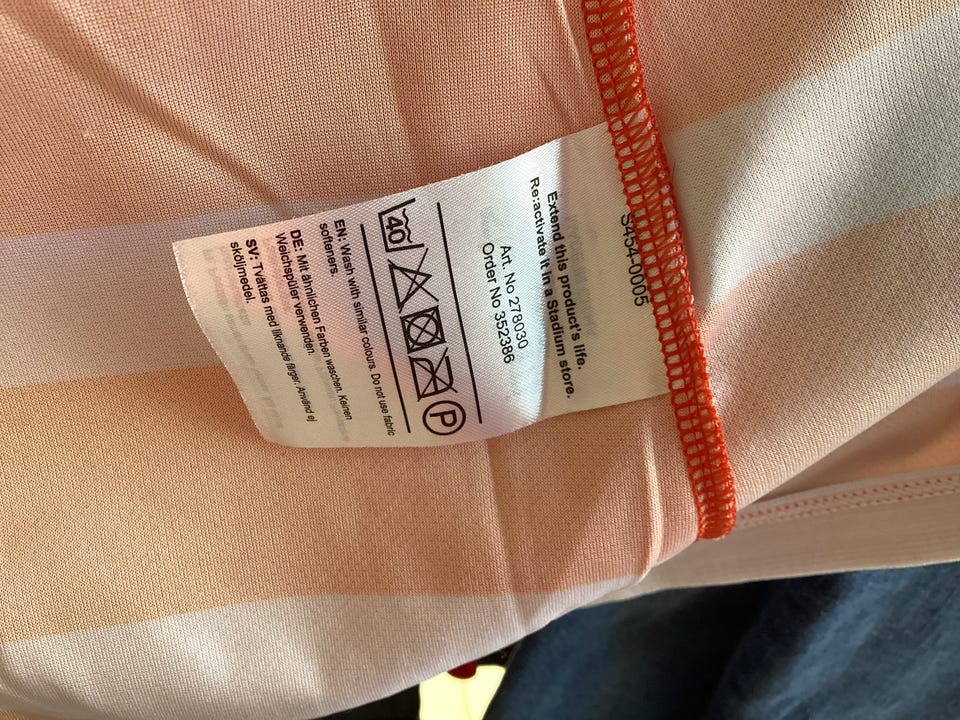 S454-0005
Extend this product's life.
Re:activate it in a Stadium store.
Art. No 278030
Order No 352386
40
P
EN: Wash with similar colours. Do not use fabric
softeners.
DE: Mit ähnlichen Farben waschen. Keinen
Weichspüler verwenden.
SV: Tvättas med liknande färger. Använd ej
sköljmedel.